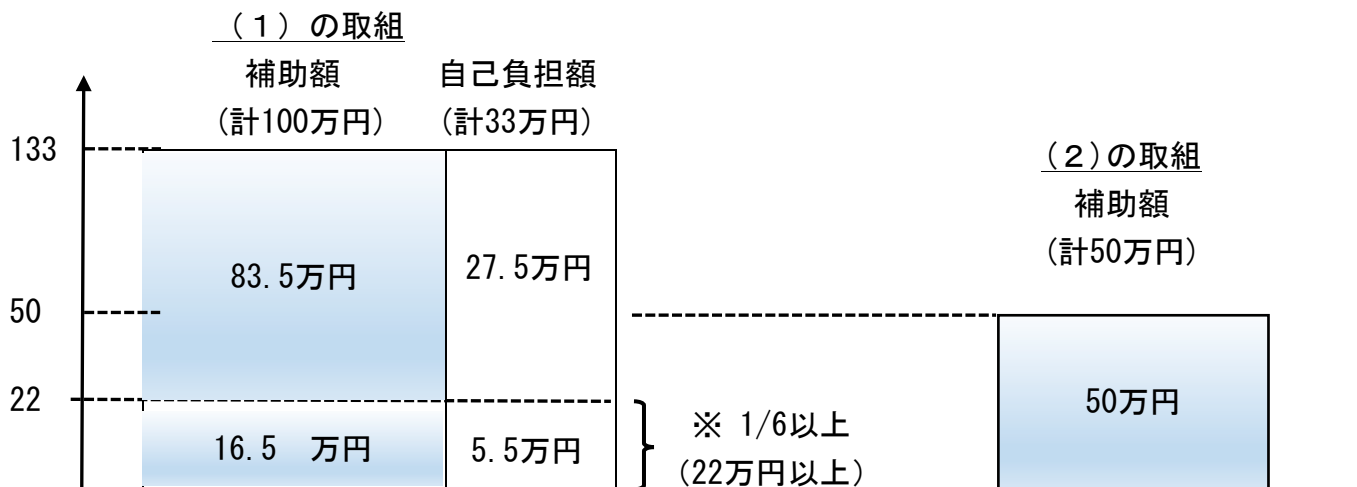 （１）の取組
補助額
(計100万円)
自己負担額
(計33万円)
133
83.5万円
27.5万円
50
22
16.5　万円
5.5万円
※ 1/6以上
(22万円以上)
（２）の取組
補助額
(計50万円)
50万円